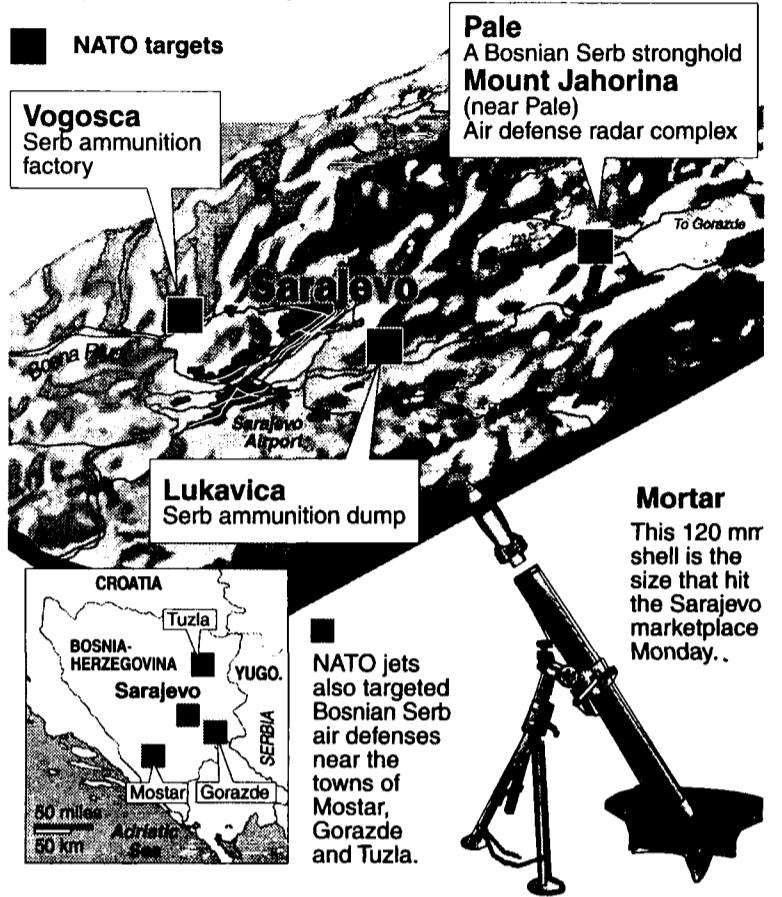 NATO targets
Pale
A Bosnian Serb stronghold
Mount Jahorina
(near Pale)
Air defense radar complex
Vogosca
Serb ammunition
factory
To Gorazde
Sarajevo
Bosna River
Sarajevo
Airport
Lukavica
Serb ammunition dump
Mortar
This 120 mm
shell is the
size that hit
the Sarajevo
marketplace
Monday.
CROATIA
Tuzla
BOSNIA-
HERZEGOVINA
YUGO.
Sarajevo
SERBIA
Mostar
Gorazde
50 miles
50 km
Adriatic
Sea
NATO jets
also targeted
Bosnian Serb
air defenses
near the
towns of
Mostar,
Gorazde
and Tuzla.